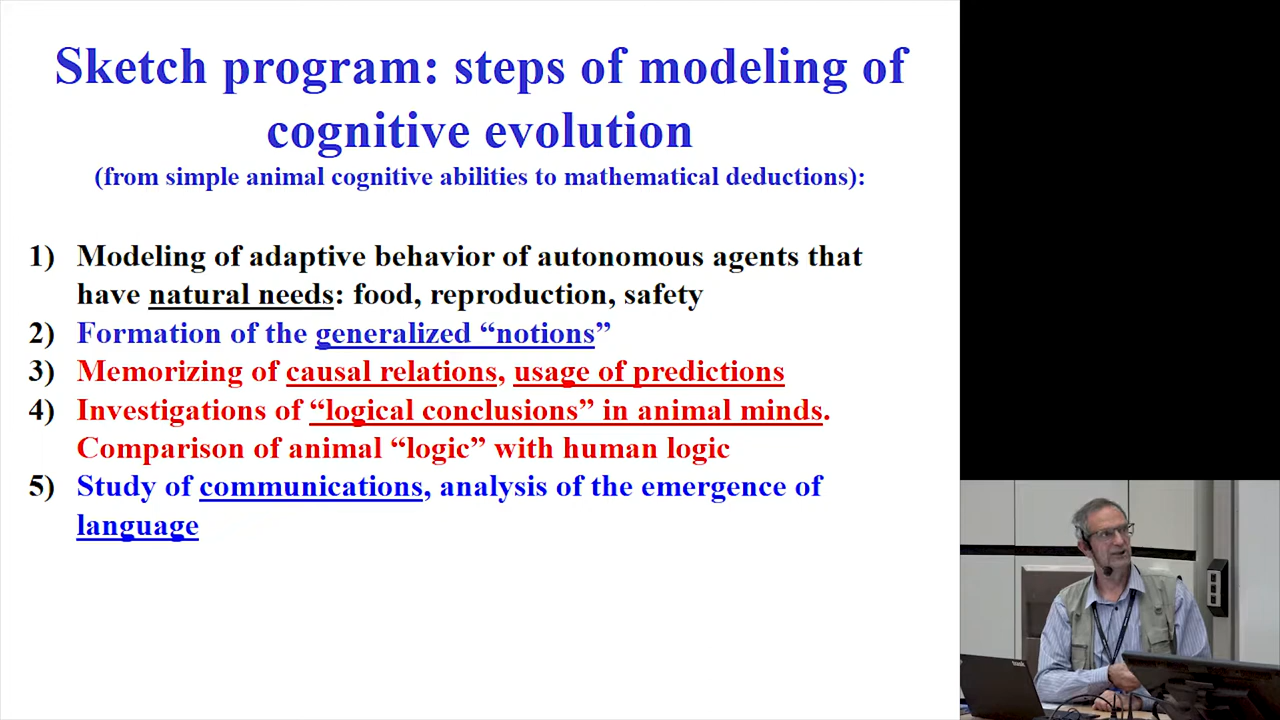 Sketch program: steps of modeling of
cognitive evolution
(from simple animal cognitive abilities to mathematical deductions):
1) Modeling of adaptive behavior of autonomous agents that
have natural needs: food, reproduction, safety
2) Formation of the generalized “notions”
3) Memorizing of causal relations, usage of predictions
4) Investigations of “logical conclusions” in animal minds.
Comparison of animal “logic” with human logic
5) Study of communications, analysis of the emergence of
language